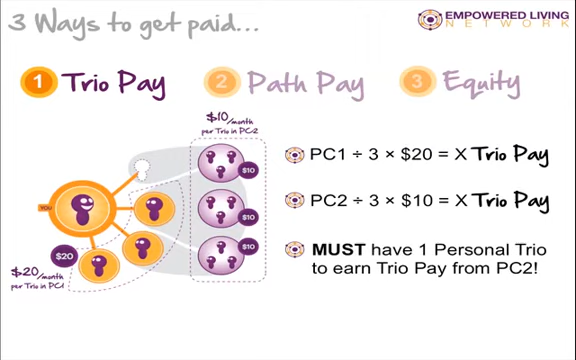 3 Ways to get paid...
EMPOWERED LIVING
NETWORK
1 Trio Pay
2 Path Pay
3 Equity
$10/month
per Trio in PC2
$10
$10
$10
YOU
$20
$20/month
per Trio in PC1
PC1 ÷ 3 × $20 = X Trio Pay
PC2 ÷ 3 × $10 = X Trio Pay
MUST have 1 Personal Trio
to earn Trio Pay from PC2!